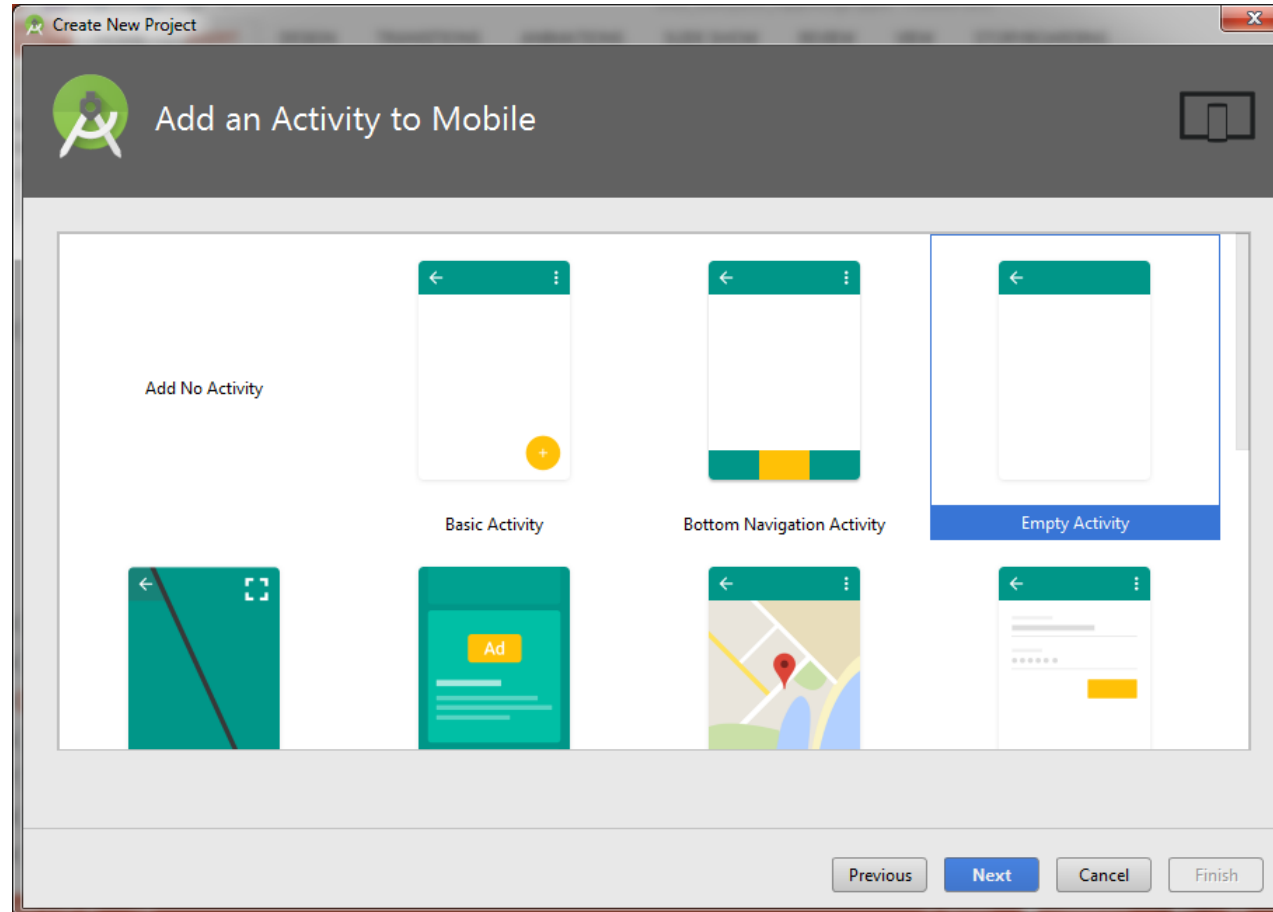 Create New Project
Add an Activity to Mobile
Add No Activity
Basic Activity
Bottom Navigation Activity
Empty Activity
Ad
Previous
Next
Cancel
Finish